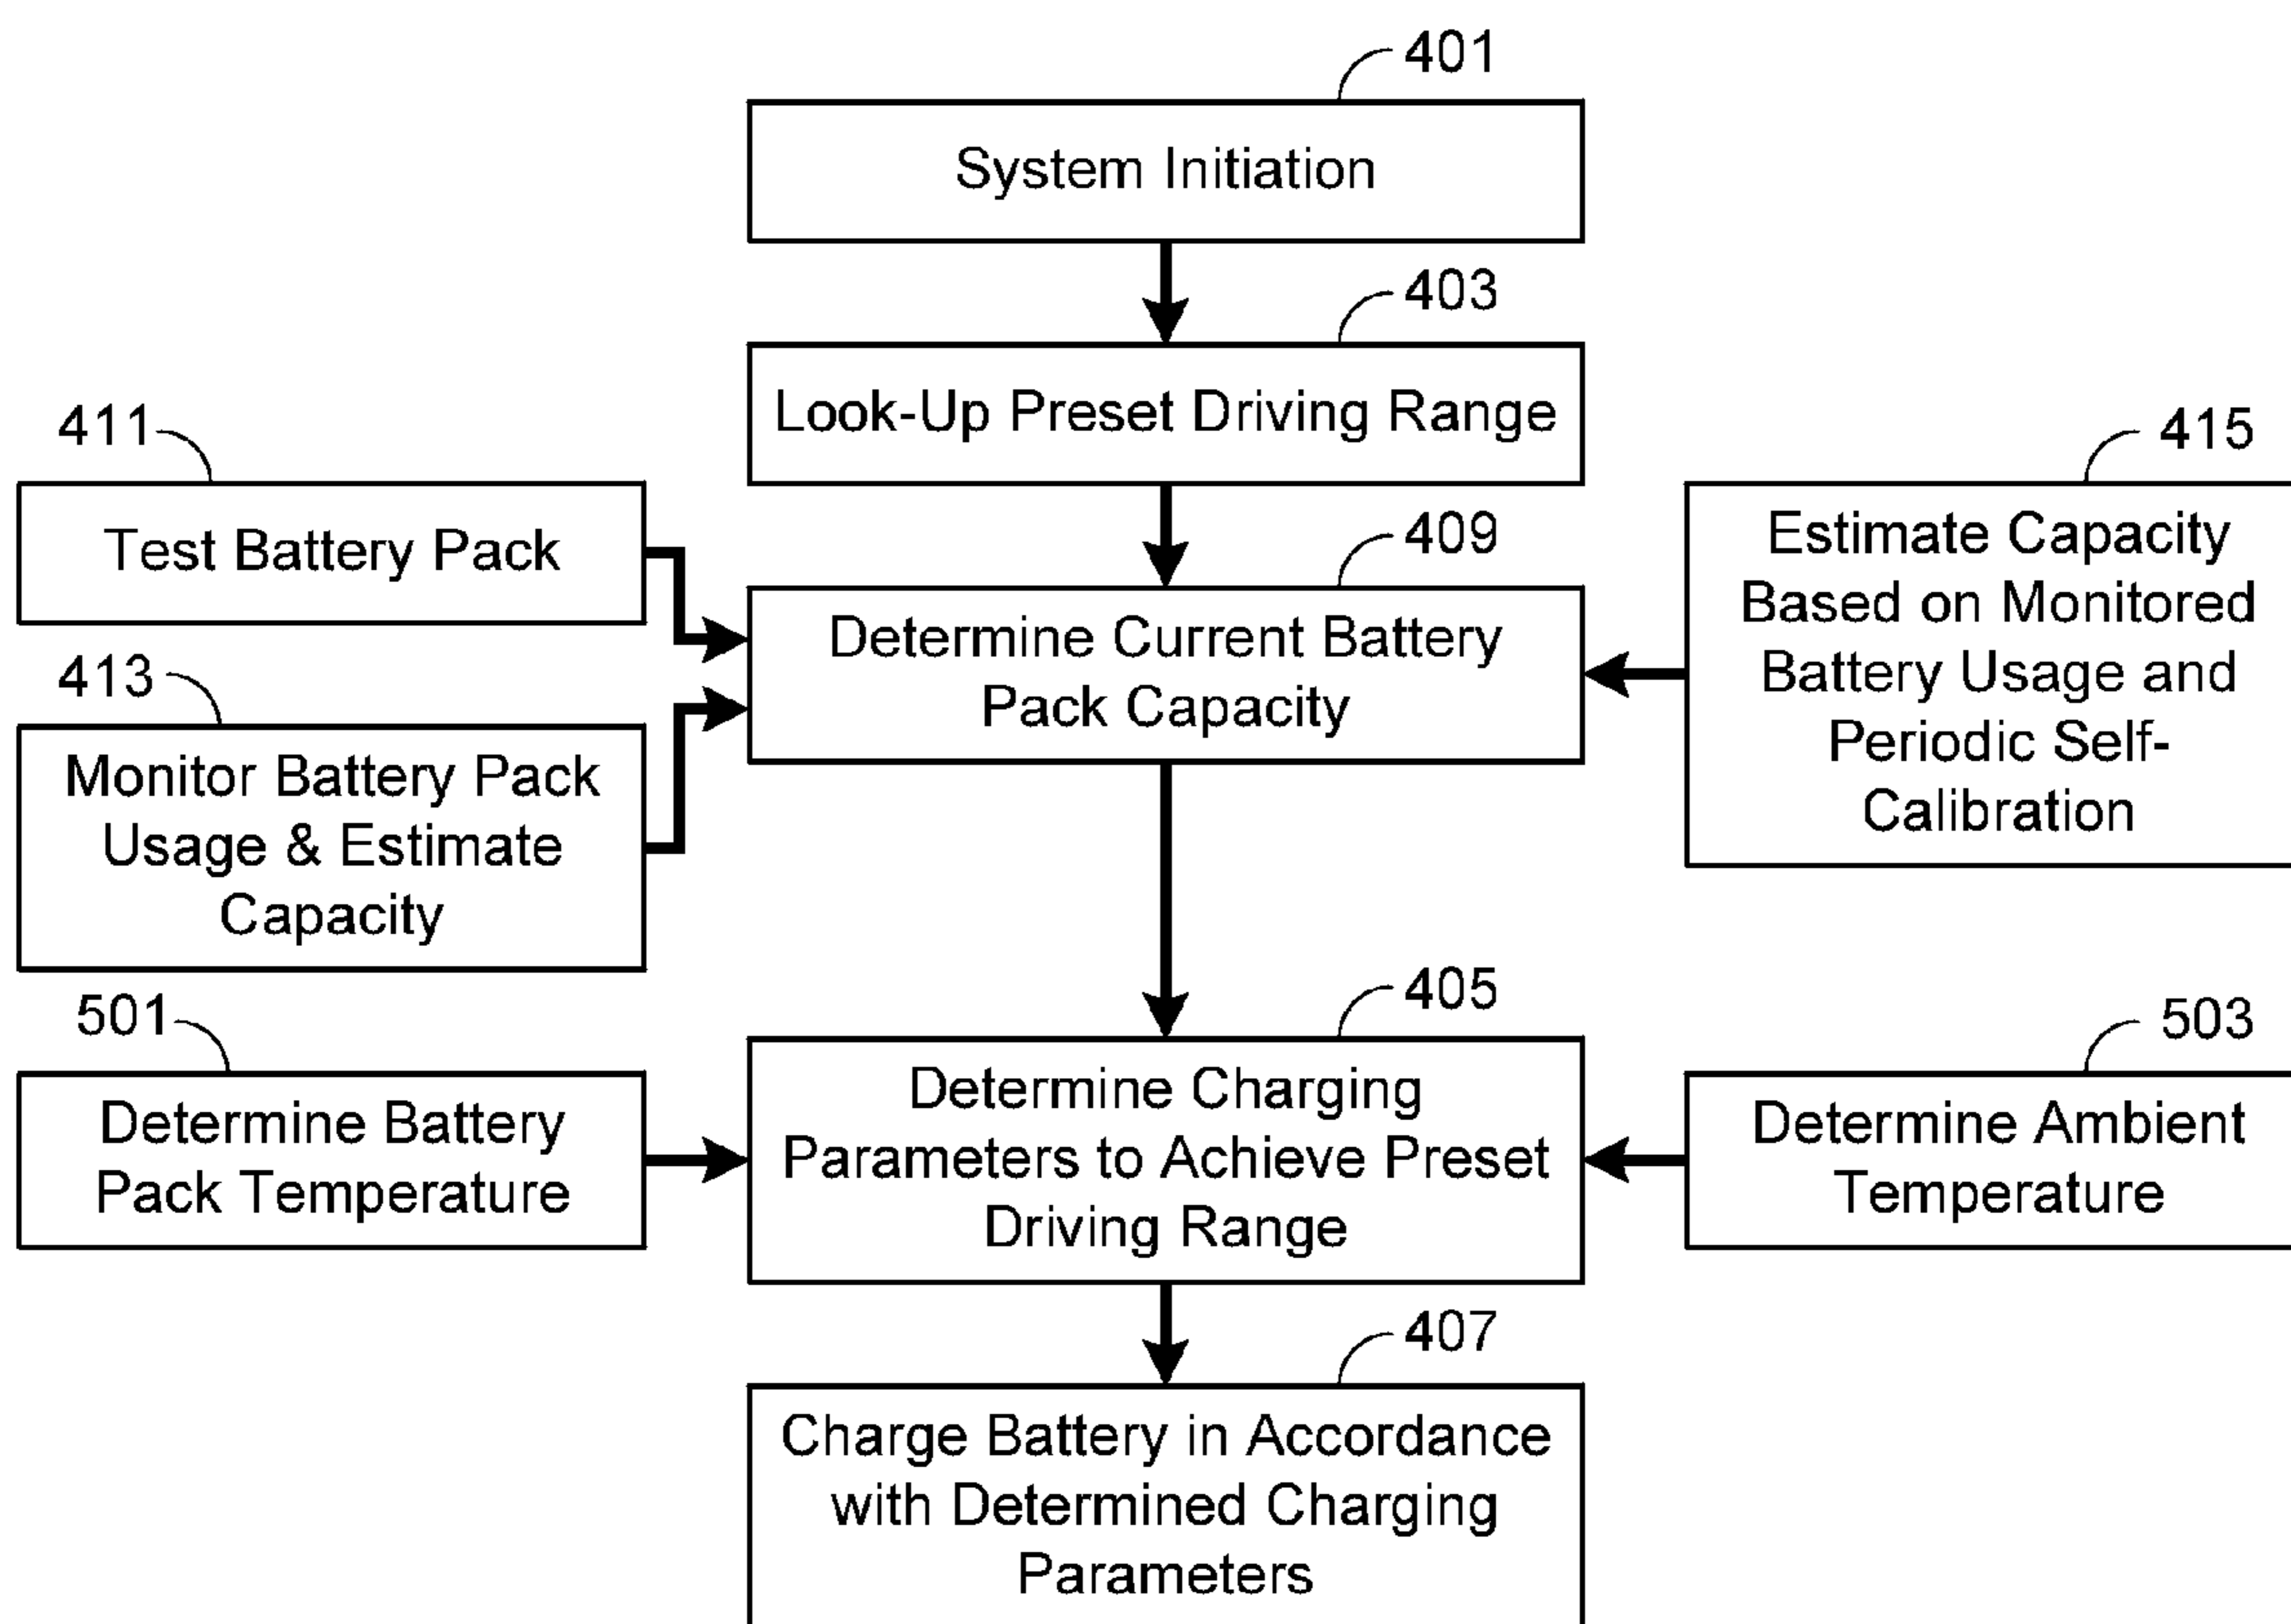 401
System Initiation
403
Look-Up Preset Driving Range
411
Test Battery Pack
409
Determine Current Battery
Pack Capacity
415
Estimate Capacity
Based on Monitored
Battery Usage and
Periodic Self-
Calibration
413
Monitor Battery Pack
Usage & Estimate
Capacity
501
Determine Battery
Pack Temperature
405
Determine Charging
Parameters to Achieve Preset
Driving Range
503
Determine Ambient
Temperature
407
Charge Battery in Accordance
with Determined Charging
Parameters